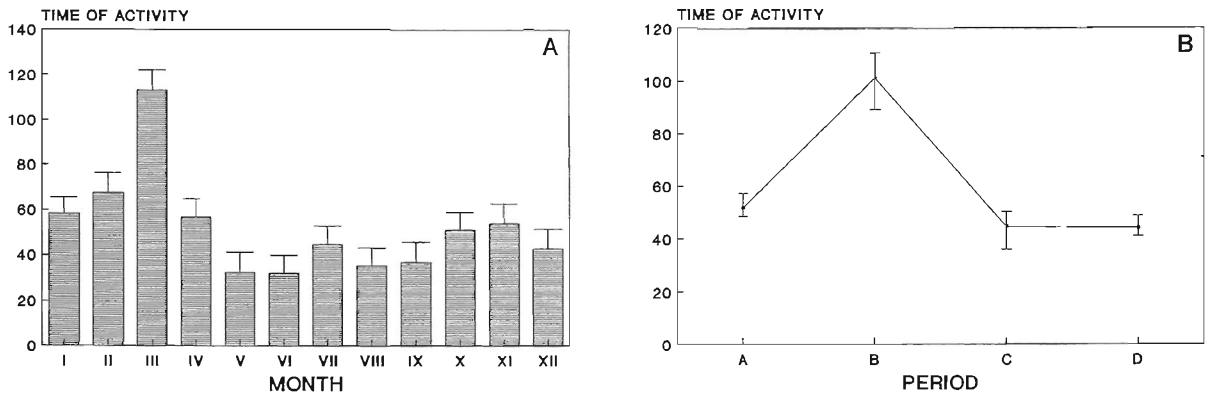 TIME OF ACTIVITY
140
A
120
100
80
60
40
20
0
I II III IV V VI VII VIII IX X XI XII
MONTH
TIME OF ACTIVITY
120
B
100
80
60
40
20
0
A B C D
PERIOD